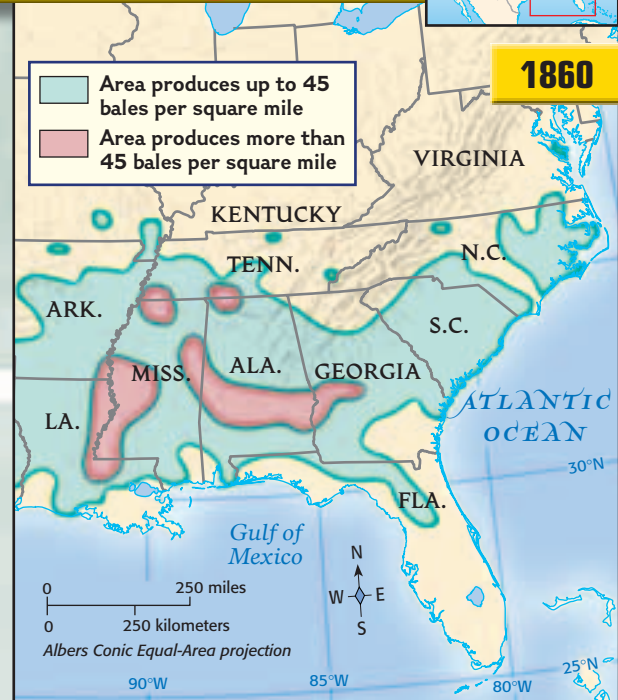 1860
Area produces up to 45
bales per square mile
Area produces more than
45 bales per square mile
VIRGINIA
KENTUCKY
N.C.
TENN.
ARK.
S.C.
MISS.
ALA.
GEORGIA
LA.
ATLANTIC
OCEAN
30°N
FLA.
Gulf of
Mexico
N
W E
S
0 250 miles
0 250 kilometers
Albers Conic Equal-Area projection
90°W
85°W
80°W
25°N